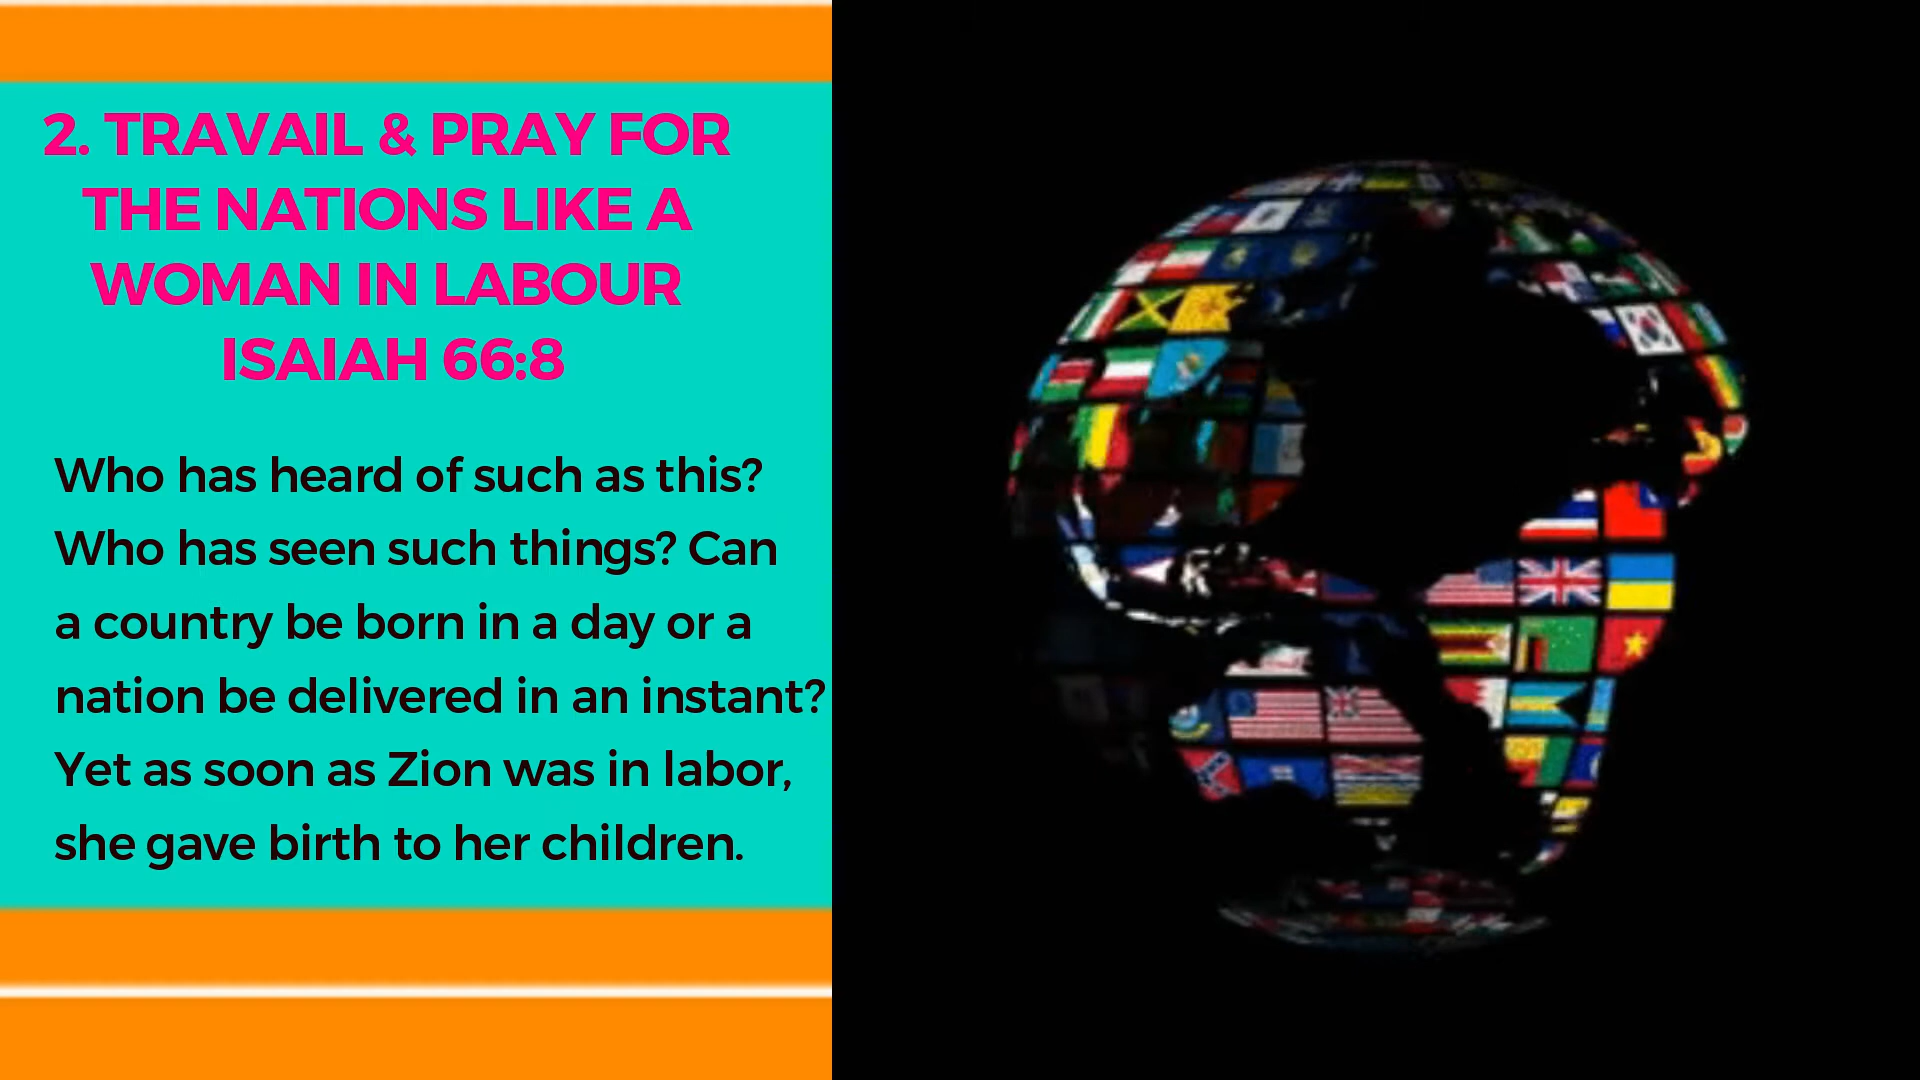 2. TRAVAIL & PRAY FOR
THE NATIONS LIKE A
WOMAN IN LABOUR
ISAIAH 66:8
Who has heard of such as this?
Who has seen such things? Can
a country be born in a day or a
nation be delivered in an instant?
Yet as soon as Zion was in labor,
she gave birth to her children.